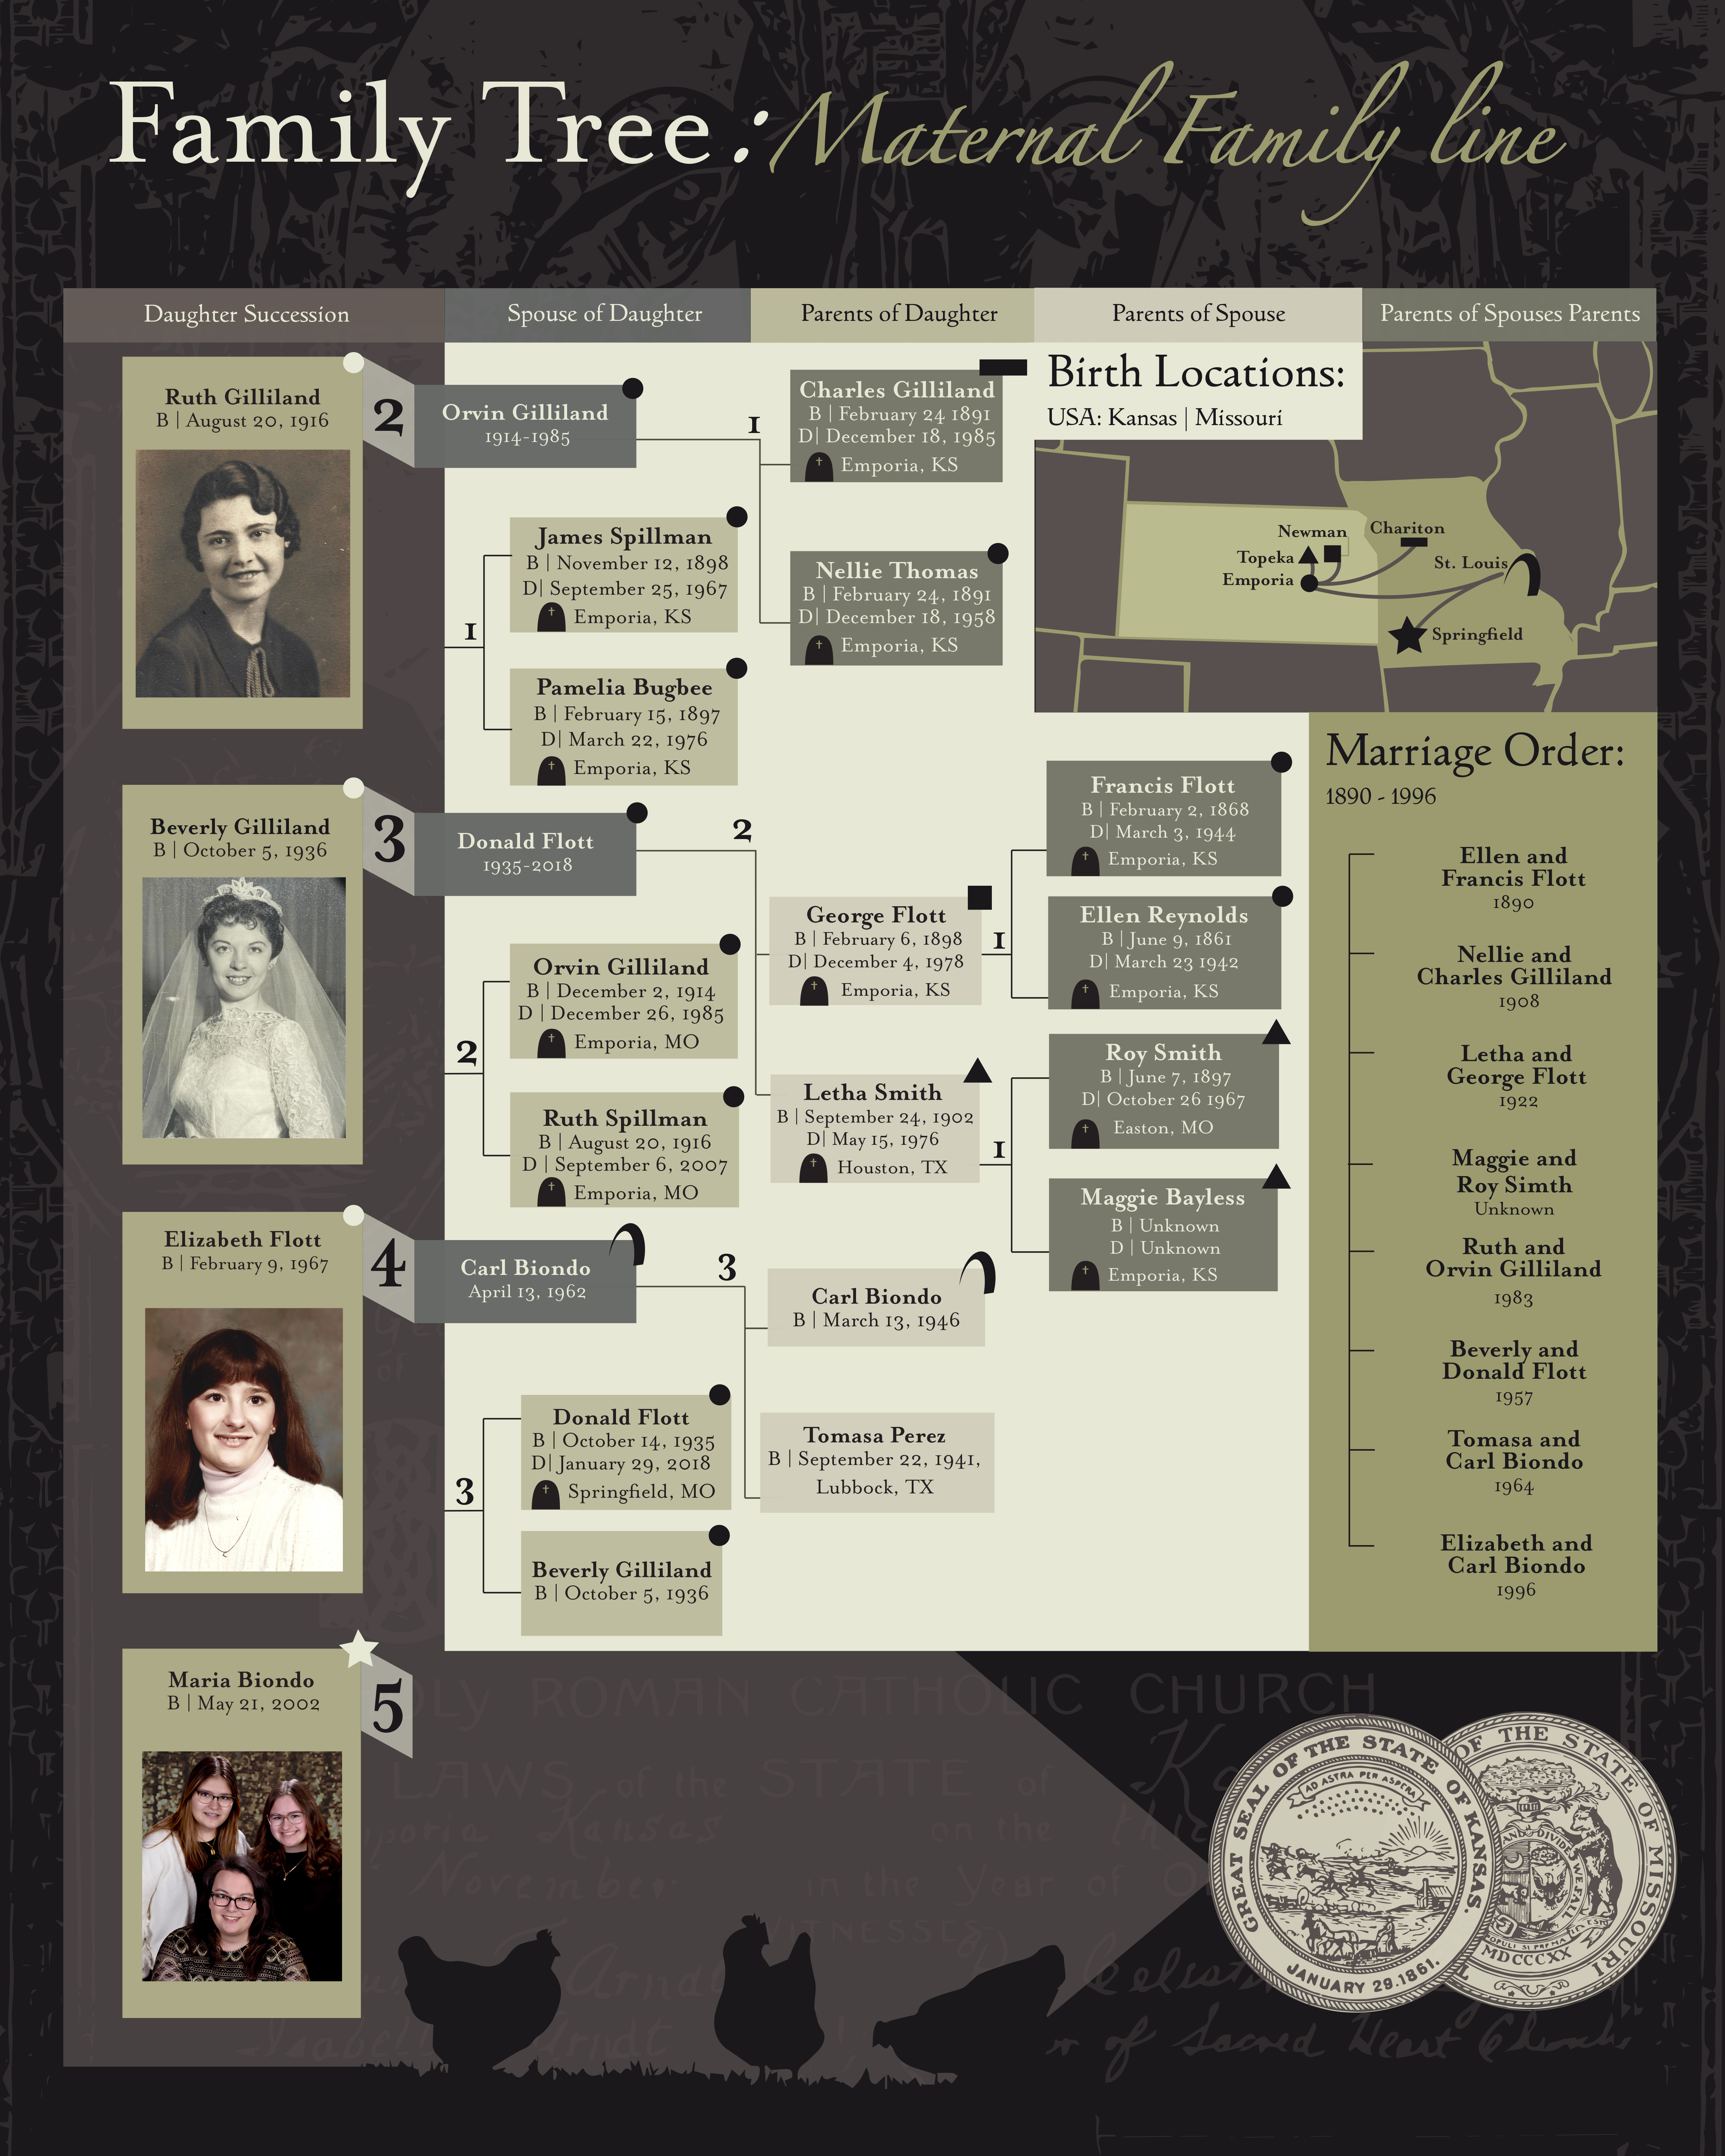 Family Tree: Maternal Family line
Daughter Succession
Spouse of Daughter
Parents of Daughter
Parents of Spouse
Parents of Spouses Parents
Ruth Gilliland
B | August 20, 1916
2
Orvin Gilliland
1914-1985
1
Charles Gilliland
B | February 24 1891
D| December 18, 1985
Emporia, KS
Nellie Thomas
B | February 24, 1891
D| December 18, 1958
Emporia, KS
1
James Spillman
B | November 12, 1898
D| September 25, 1967
Emporia, KS
Pamelia Bugbee
B | February 15, 1897
D| March 22, 1976
Emporia, KS
Birth Locations:
USA: Kansas | Missouri
Newman
Chariton
Topeka
St. Louis
Emporia
Springfield
Beverly Gilliland
B | October 5, 1936
3
Donald Flott
1935-2018
2
George Flott
B | February 6, 1898
D| December 4, 1978
Emporia, KS
Letha Smith
B | September 24, 1902
D| May 15, 1976
Houston, TX
1
Francis Flott
B | February 2, 1868
D| March 3, 1944
Emporia, KS
Ellen Reynolds
B | June 9, 1861
D| March 23 1942
Emporia, KS
1
Roy Smith
B | June 7, 1897
D| October 26 1967
Easton, MO
Maggie Bayless
B | Unknown
D | Unknown
Emporia, KS
2
Orvin Gilliland
B | December 2, 1914
D | December 26, 1985
Emporia, MO
Ruth Spillman
B | August 20, 1916
D | September 6, 2007
Emporia, MO
Elizabeth Flott
B | February 9, 1967
4
Carl Biondo
April 13, 1962
3
Carl Biondo
B | March 13, 1946
Tomasa Perez
B | September 22, 1941,
Lubbock, TX
3
Donald Flott
B | October 14, 1935
D| January 29, 2018
Springfield, MO
Beverly Gilliland
B | October 5, 1936
Marriage Order:
1890 - 1996
Ellen and
Francis Flott
1890
Nellie and
Charles Gilliland
1908
Letha and
George Flott
1922
Maggie and
Roy Simth
Unknown
Ruth and
Orvin Gilliland
1983
Beverly and
Donald Flott
1957
Tomasa and
Carl Biondo
1964
Elizabeth and
Carl Biondo
1996
Maria Biondo
B | May 21, 2002
5
ROMAN CATHOLIC CHURCH
LAWS of the STATE of
Kansas
on the
November
in the Year of
WITNESSES
of Sacred Heart Church
GREAT SEAL OF THE STATE OF KANSAS.
AD ASTRA PER ASPERA
JANUARY 29.1861.
OF THE STATE OF MISSOURI
AND DIVIDED WE FALL
MDCCCXX